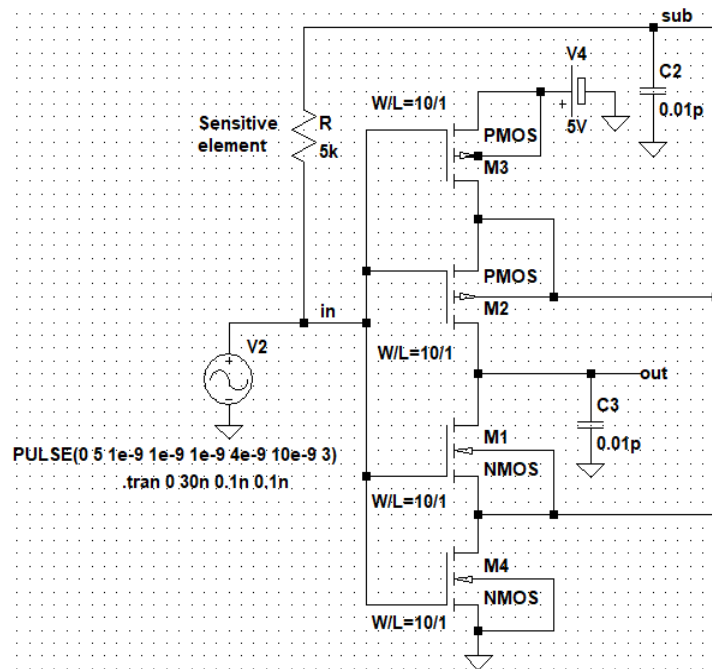 sub
V4
C2
W/L=10/1
+
0.01p
Sensitive
element
R
5k
5V
PMOS
M3
PMOS
in
M2
V2
W/L=10/1
+
out
C3
M1
0.01p
PULSE(0 5 1e-9 1e-9 1e-9 4e-9 10e-9 3)
NMOS
.tran 0 30n 0.1n 0.1n
W/L=10/1
M4
NMOS
W/L=10/1